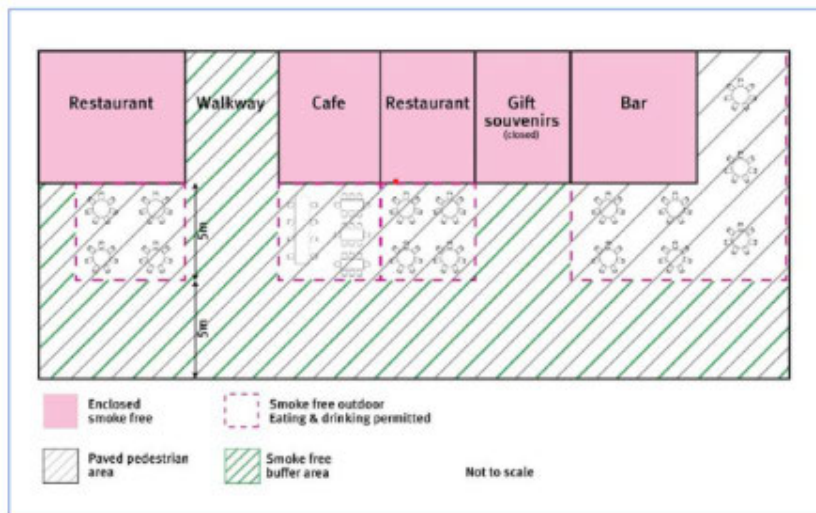 Restaurant
Walkway
Cafe
Restaurant
Gift
souvenirs
(closed)
Bar
5m
5m
Enclosed
smoke free
Smoke free outdoor
Eating & drinking permitted
Paved pedestrian
area
Smoke free
buffer area
Not to scale